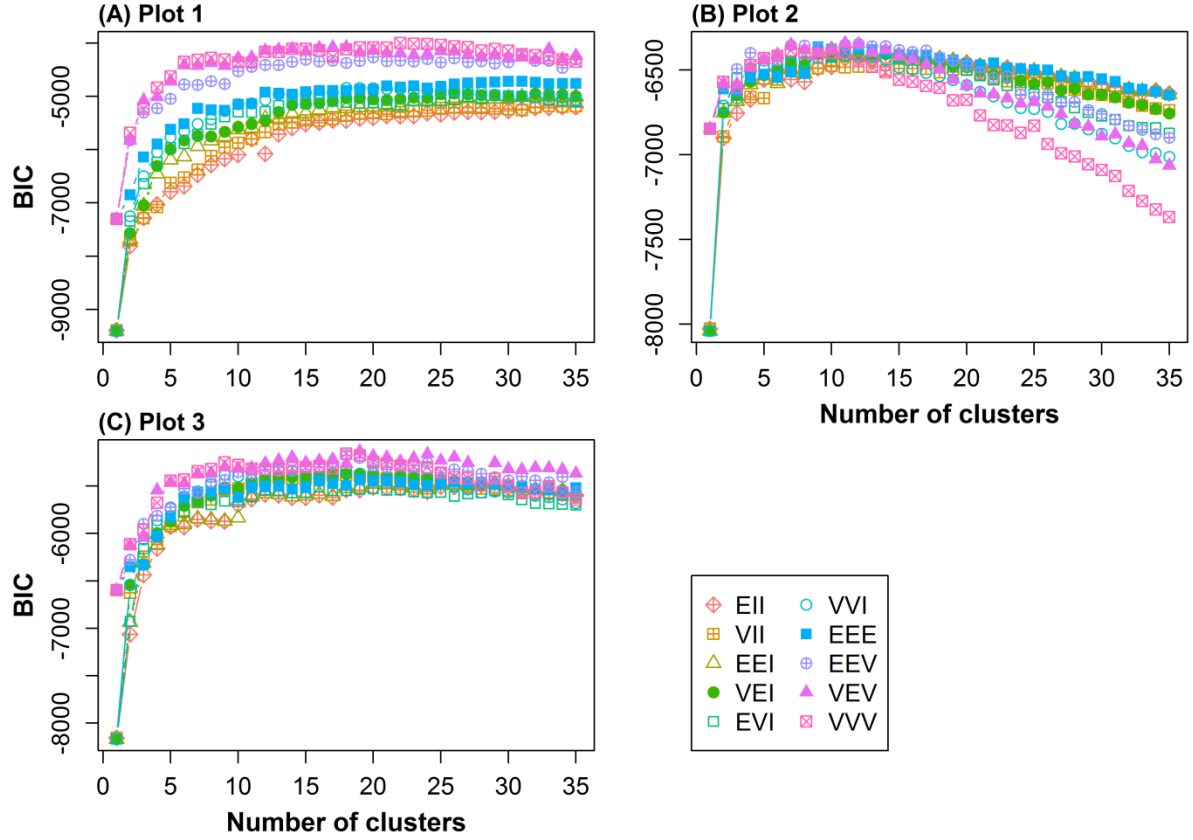 (A) Plot 1
BIC
-5000
-7000
-9000
0 5 10 15 20 25 30 35
(B) Plot 2
-6500
-7000
-7500
-8000
0 5 10 15 20 25 30 35
Number of clusters
(C) Plot 3
BIC
-6000
-7000
-8000
0 5 10 15 20 25 30 35
Number of clusters
EII VVI
VII EEE
EEI EEV
VEI VEV
EVI VVV